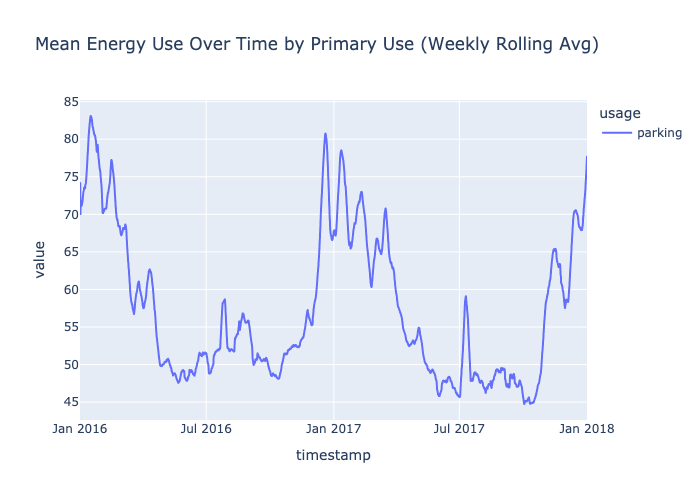 Mean Energy Use Over Time by Primary Use (Weekly Rolling Avg)
usage
parking
85
80
75
70
65
60
55
50
45
value
Jan 2016
Jul 2016
Jan 2017
Jul 2017
Jan 2018
timestamp